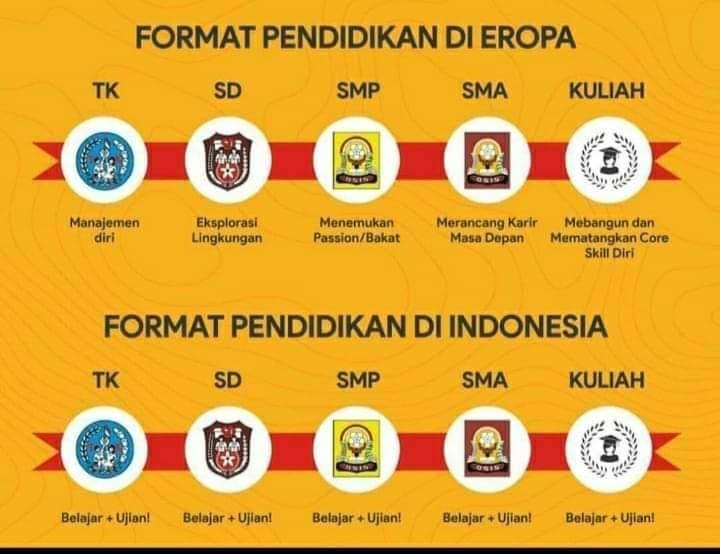 FORMAT PENDIDIKAN DI EROPA
TK SD SMP SMA KULIAH
OSIS OSIS
Manajemen Eksplorasi Menemukan Merancang Karir Mebangun dan
diri Lingkungan Passion/Bakat Masa Depan Mematangkan Core
Skill Diri
FORMAT PENDIDIKAN DI INDONESIA
TK SD SMP SMA KULIAH
OSIS OSIS
Belajar + Ujian! Belajar + Ujian! Belajar + Ujian! Belajar + Ujian! Belajar + Ujian!